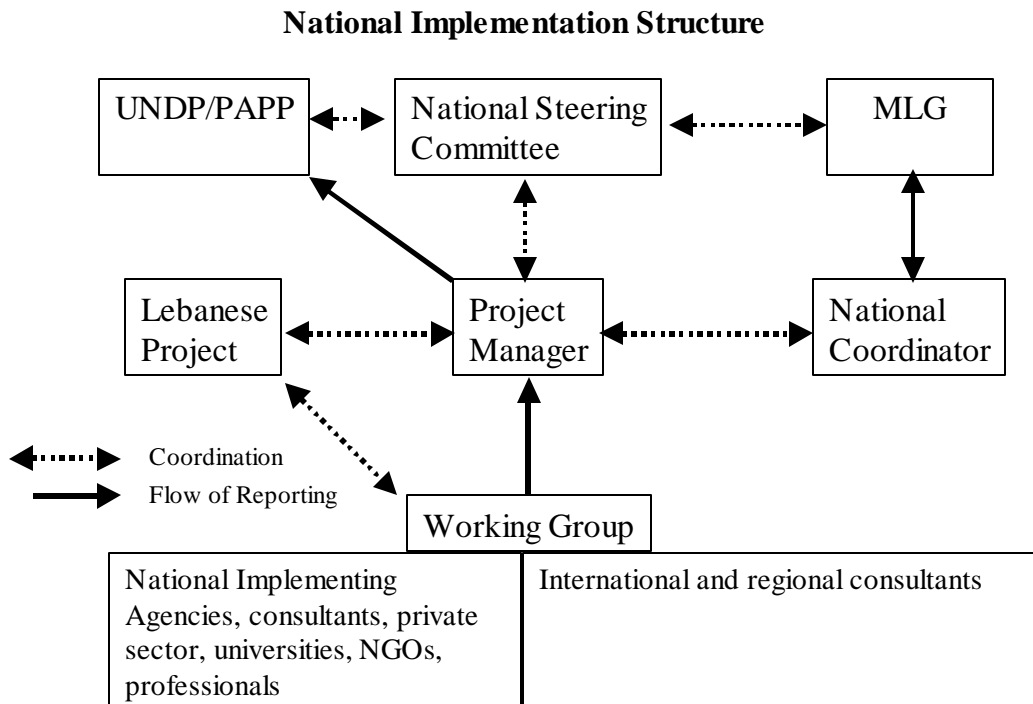 National Implementation Structure
UNDP/PAPP
National Steering
Committee
MLG
Lebanese
Project
Project
Manager
National
Coordinator
Coordination
Flow of Reporting
Working Group
National Implementing
Agencies, consultants, private
sector, universities, NGOs,
professionals
International and regional consultants